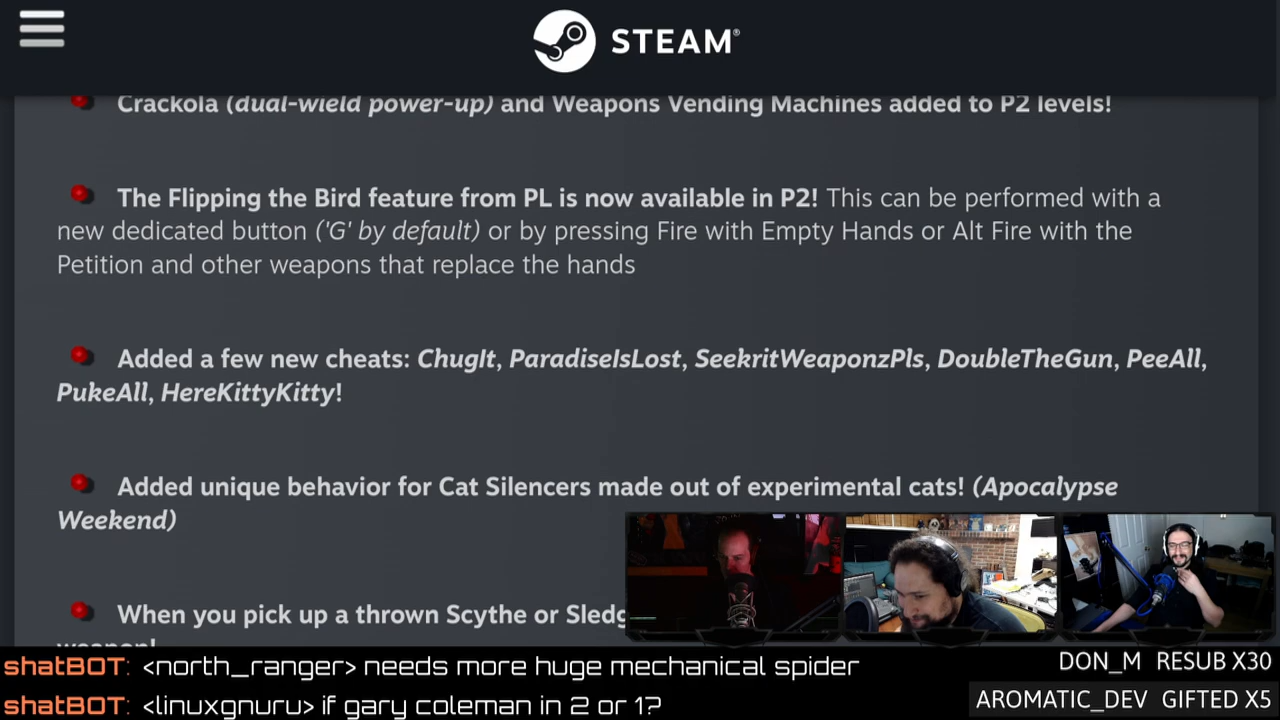 STEAM®
Crackola (dual-wield power-up) and Weapons Vending Machines added to P2 levels!
The Flipping the Bird feature from PL is now available in P2! This can be performed with a
new dedicated button ('G' by default) or by pressing Fire with Empty Hands or Alt Fire with the
Petition and other weapons that replace the hands
Added a few new cheats: ChugIt, ParadiseIsLost, SeekritWeaponzPls, DoubleTheGun, PeeAll,
PukeAll, HereKittyKitty!
Added unique behavior for Cat Silencers made out of experimental cats! (Apocalypse
Weekend)
When you pick up a thrown Scythe or Sledg
weapon!
shatBOT: <north_ranger> needs more huge mechanical spider
shatBOT: <linuxgnuru> if gary coleman in 2 or 1?
DON_M RESUB X30
AROMATIC_DEV GIFTED X5